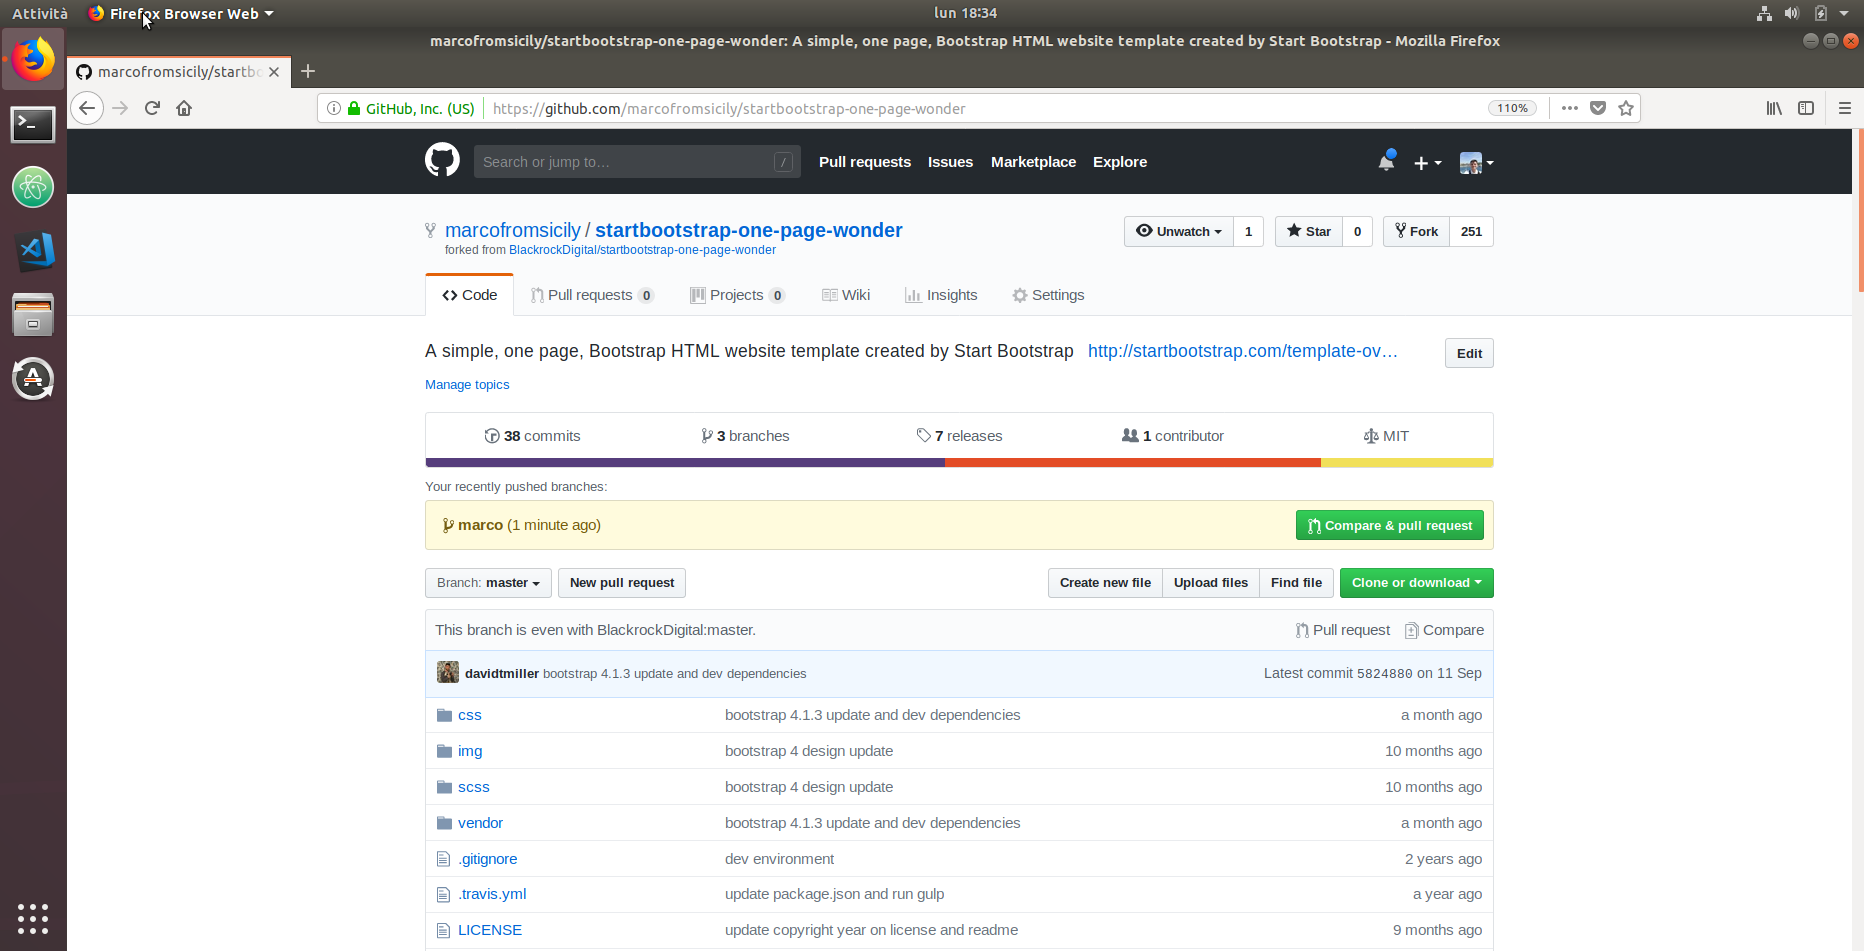 Attività Firefox Browser Web lun 18:34
marcofromsicily/startbootstrap-one-page-wonder: A simple, one page, Bootstrap HTML website template created by Start Bootstrap - Mozilla Firefox
marcofromsicily/startbo
GitHub, Inc. (US) https://github.com/marcofromsicily/startbootstrap-one-page-wonder 110%
Search or jump to… / Pull requests Issues Marketplace Explore
marcofromsicily / startbootstrap-one-page-wonder Unwatch 1 Star 0 Fork 251
forked from BlackrockDigital/startbootstrap-one-page-wonder
Code Pull requests 0 Projects 0 Wiki Insights Settings
A simple, one page, Bootstrap HTML website template created by Start Bootstrap http://startbootstrap.com/template-ov… Edit
Manage topics
38 commits 3 branches 7 releases 1 contributor MIT
Your recently pushed branches:
marco (1 minute ago) Compare & pull request
Branch: master New pull request Create new file Upload files Find file Clone or download
This branch is even with BlackrockDigital:master. Pull request Compare
davidtmiller bootstrap 4.1.3 update and dev dependencies Latest commit 5824880 on 11 Sep
css bootstrap 4.1.3 update and dev dependencies a month ago
img bootstrap 4 design update 10 months ago
scss bootstrap 4 design update 10 months ago
vendor bootstrap 4.1.3 update and dev dependencies a month ago
.gitignore dev environment 2 years ago
.travis.yml update package.json and run gulp a year ago
LICENSE update copyright year on license and readme 9 months ago